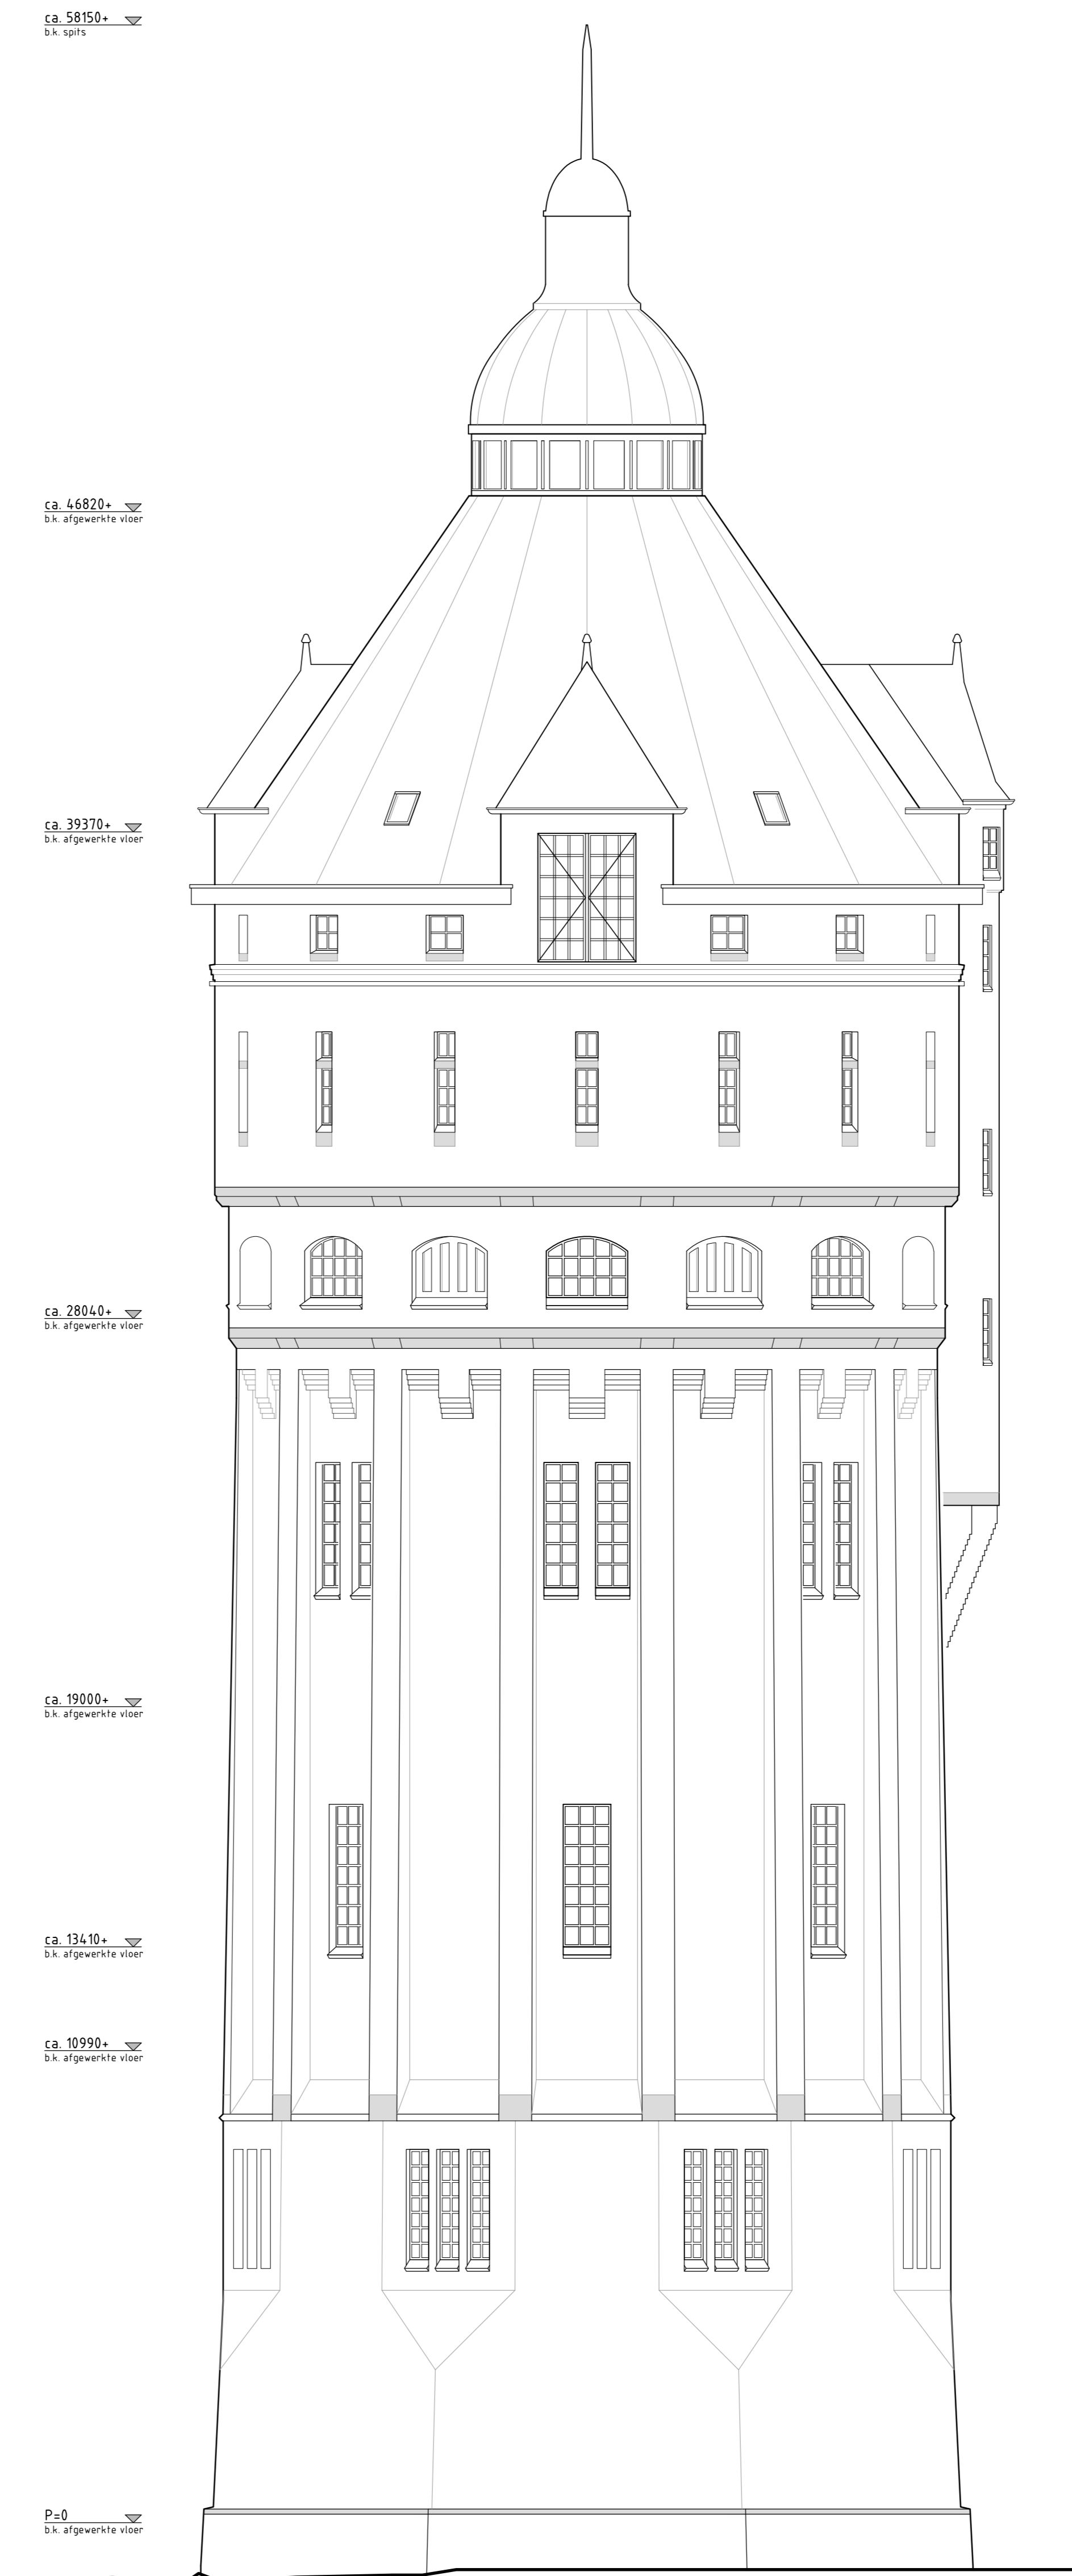 ca. 58150+
b.k. spits
ca. 46820+
b.k. afgewerkte vloer
ca. 39370+
b.k. afgewerkte vloer
ca. 28040+
b.k. afgewerkte vloer
ca. 19000+
b.k. afgewerkte vloer
ca. 13410+
b.k. afgewerkte vloer
ca. 10990+
b.k. afgewerkte vloer
P=0
b.k. afgewerkte vloer